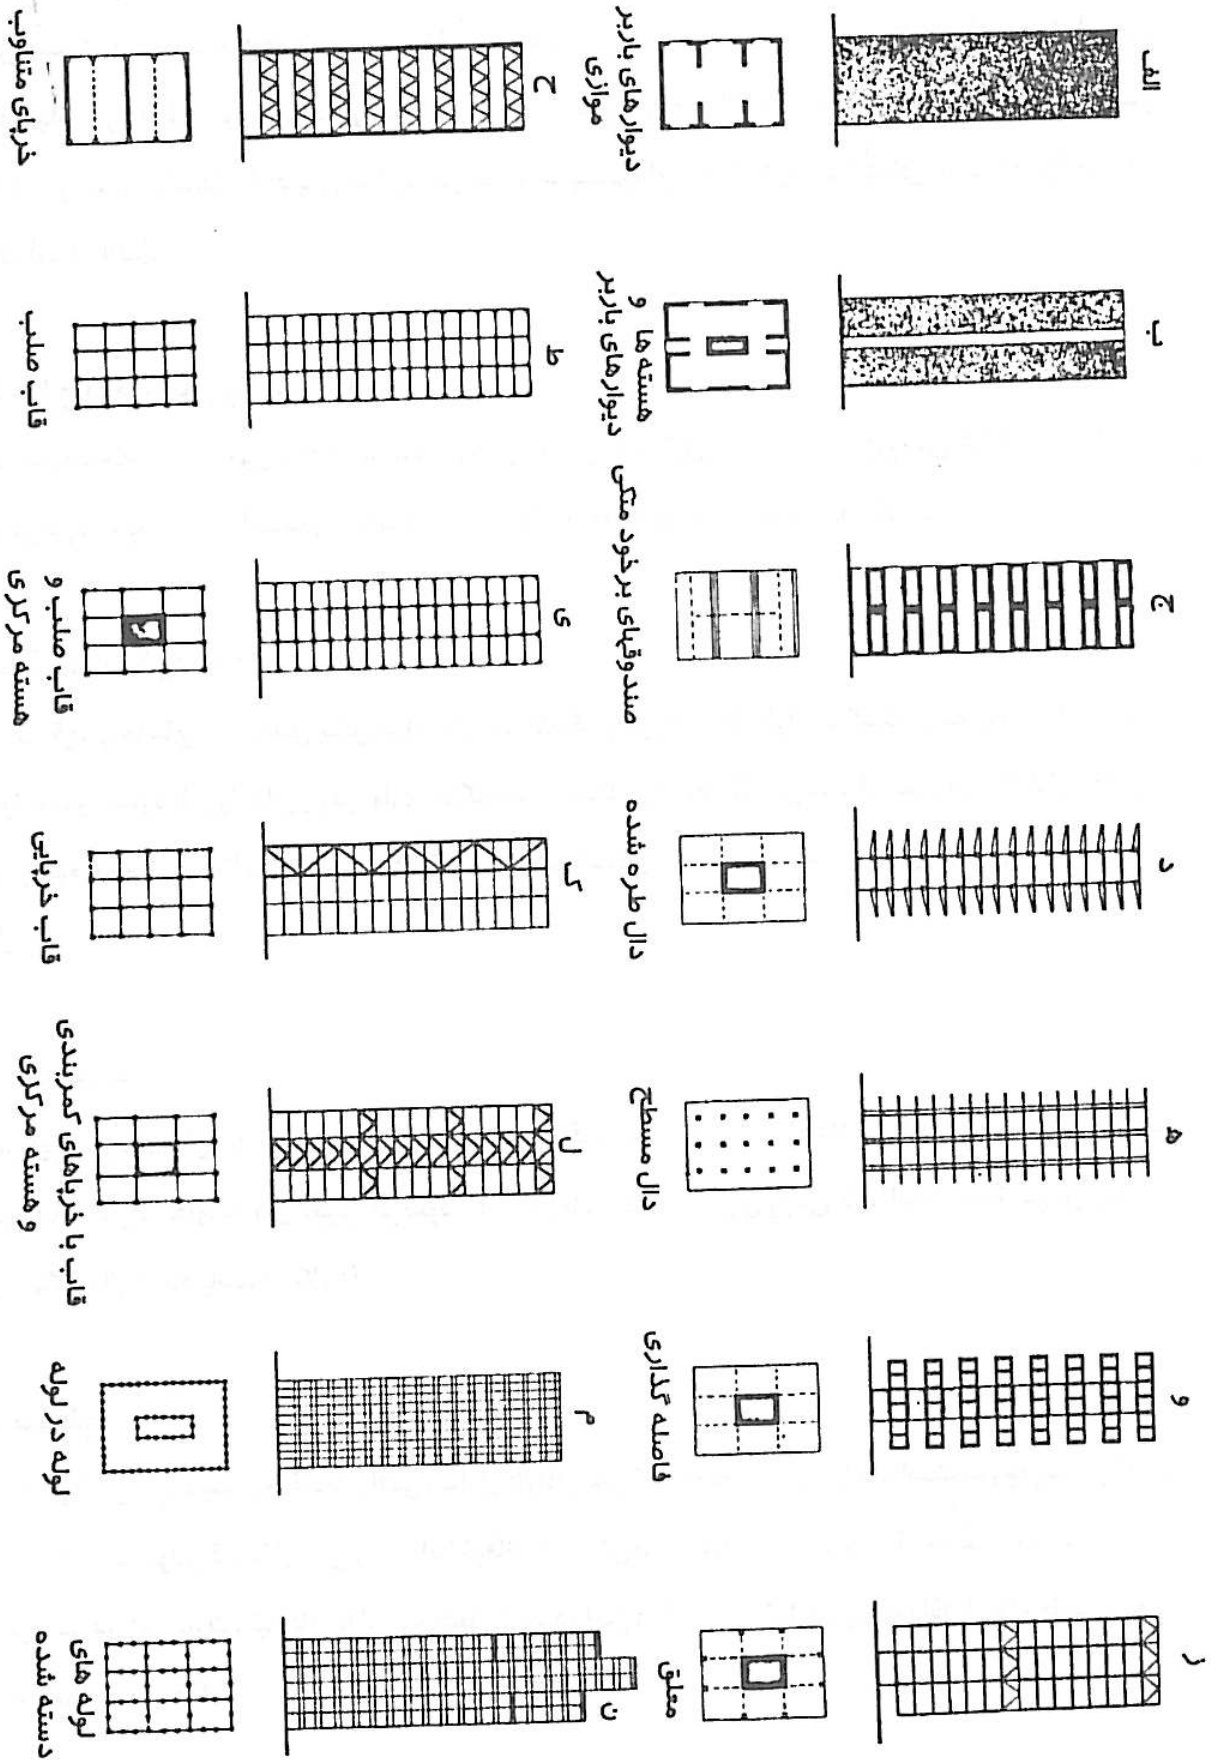 الف
دیوارهای باربر
موازی
ب
هسته ها و
دیوارهای باربر
ج
صندوقهای برخود متکی
د
دال طره شده
ه
دال مسطح
و
فاصله گذاری
ز
معلق
ح
خرپای متناوب
ط
قاب صلب
ی
قاب صلب و
هسته مرکزی
ک
قاب خرپایی
ل
قاب با خرپاهای کمربندی
و هسته مرکزی
م
لوله در لوله
ن
لوله های
دسته شده